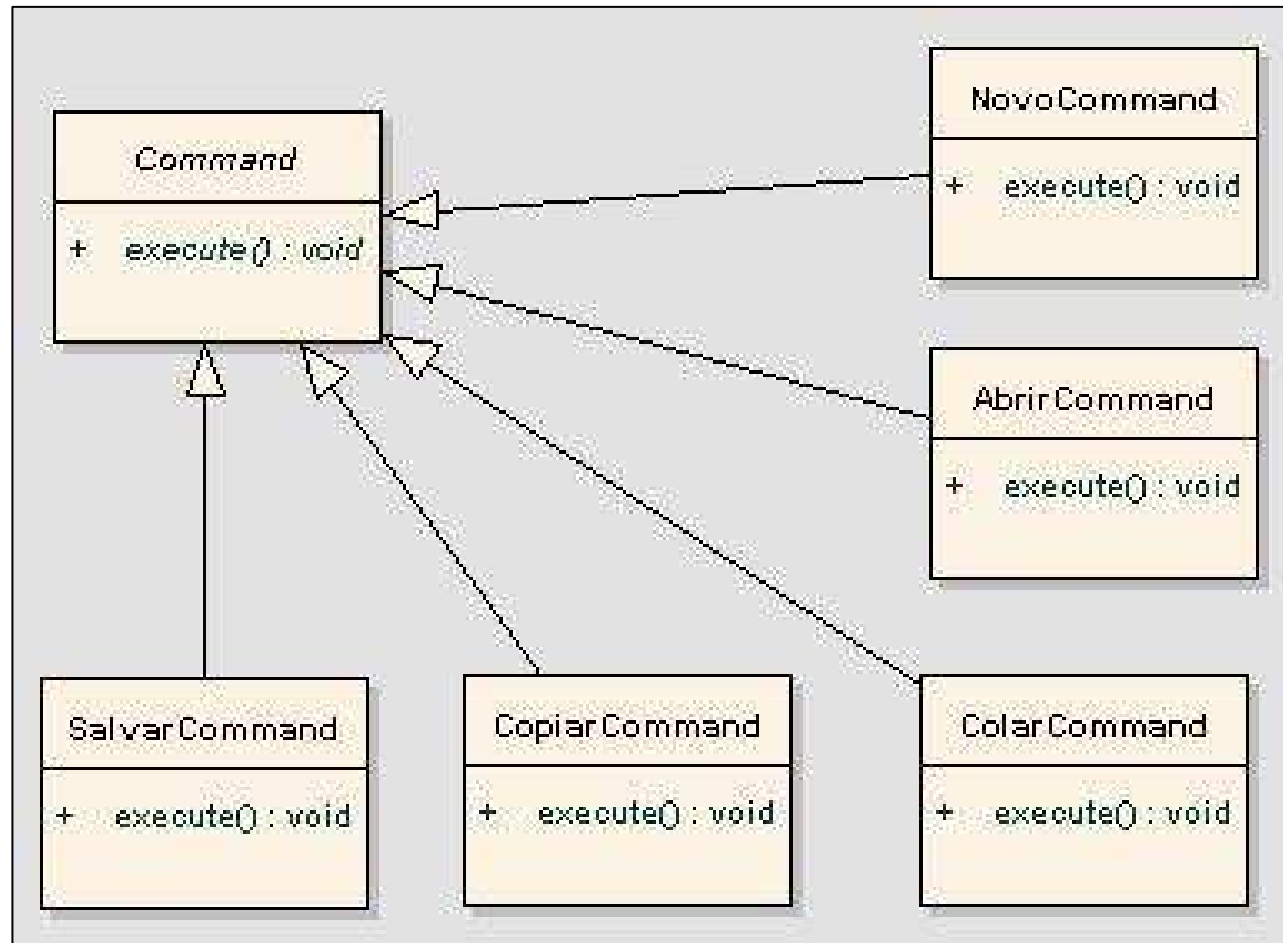 Command
+ execute() : void
NovoCommand
+ execute() : void
AbrirCommand
+ execute() : void
SalvarCommand
+ execute() : void
CopiarCommand
+ execute() : void
ColarCommand
+ execute() : void